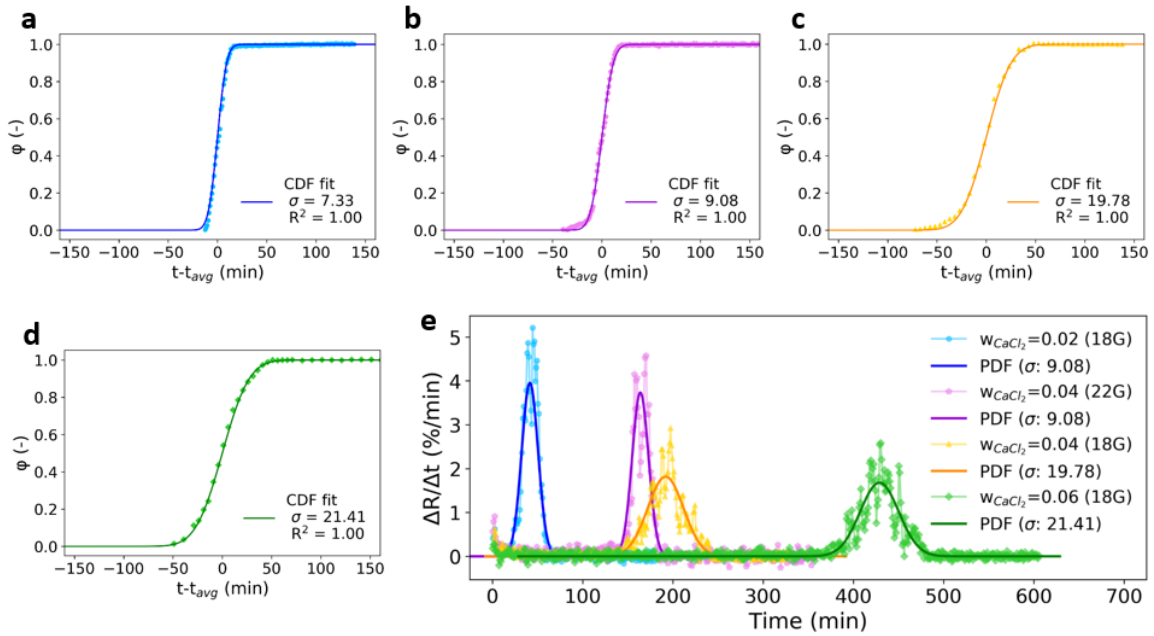 a
1.0
0.8
0.6
0.4
0.2
0.0
φ (-)
CDF fit
σ = 7.33
R² = 1.00
−150 −100 −50 0 50 100 150
t-t_avg (min)
b
1.0
0.8
0.6
0.4
0.2
0.0
φ (-)
CDF fit
σ = 9.08
R² = 1.00
−150 −100 −50 0 50 100 150
t-t_avg (min)
c
1.0
0.8
0.6
0.4
0.2
0.0
φ (-)
CDF fit
σ = 19.78
R² = 1.00
−150 −100 −50 0 50 100 150
t-t_avg (min)
d
1.0
0.8
0.6
0.4
0.2
0.0
φ (-)
CDF fit
σ = 21.41
R² = 1.00
−150 −100 −50 0 50 100 150
t-t_avg (min)
e
5
4
3
2
1
0
ΔR/Δt (%/min)
w_CaCl₂=0.02 (18G)
PDF (σ: 9.08)
w_CaCl₂=0.04 (22G)
PDF (σ: 9.08)
w_CaCl₂=0.04 (18G)
PDF (σ: 19.78)
w_CaCl₂=0.06 (18G)
PDF (σ: 21.41)
0 100 200 300 400 500 600 700
Time (min)